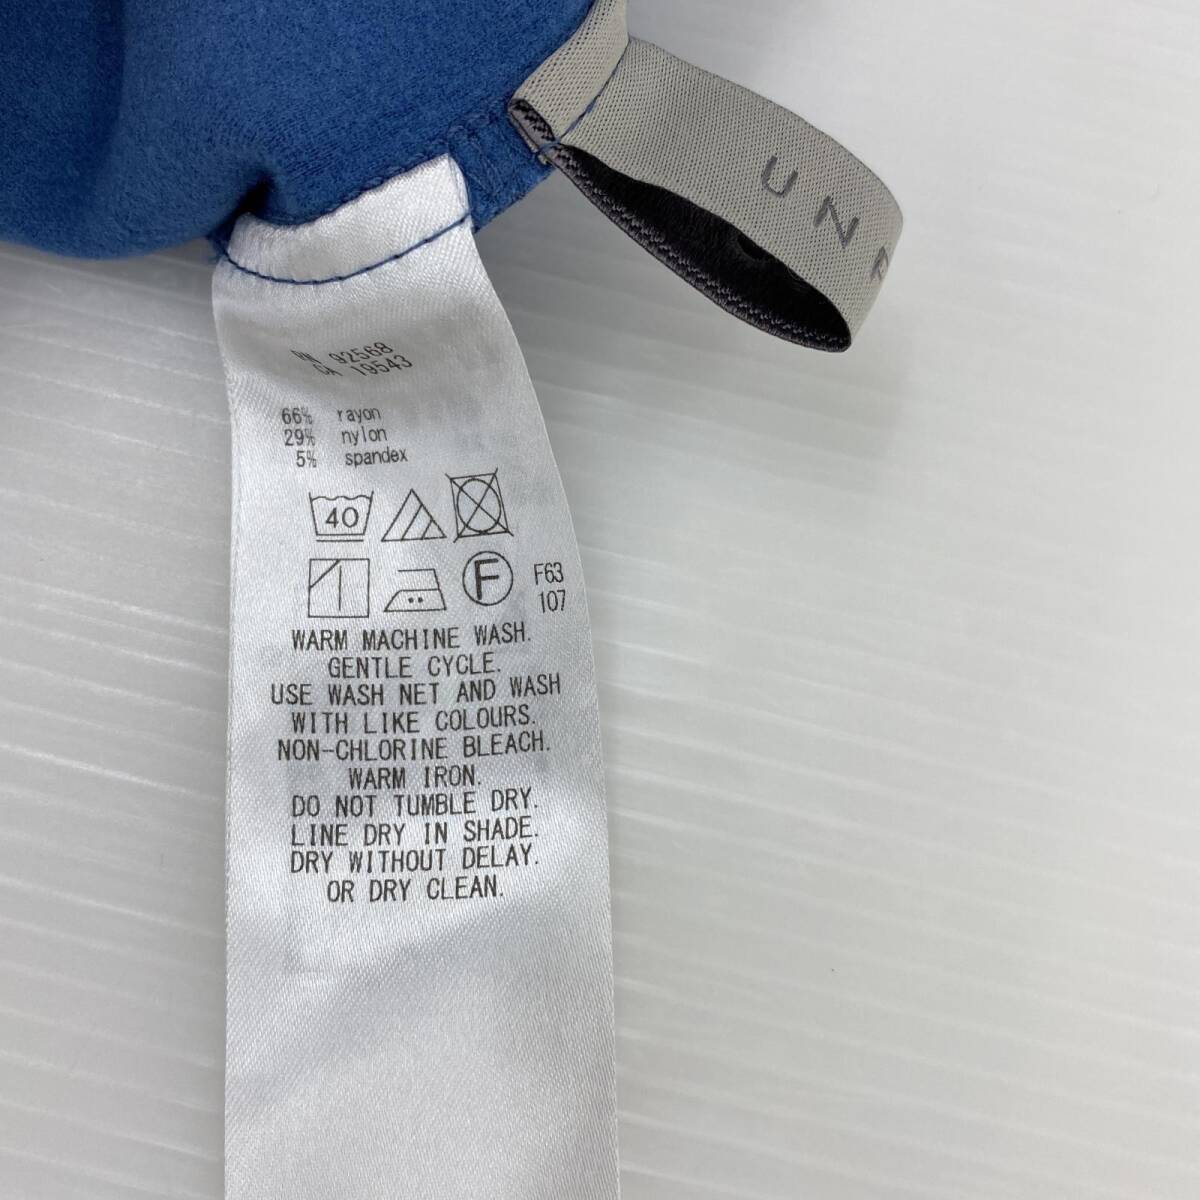 UN
RN 92568
CA 19543
66% rayon
29% nylon
5% spandex
40
F
F63
107
WARM MACHINE WASH.
GENTLE CYCLE.
USE WASH NET AND WASH
WITH LIKE COLOURS.
NON-CHLORINE BLEACH.
WARM IRON.
DO NOT TUMBLE DRY.
LINE DRY IN SHADE.
DRY WITHOUT DELAY.
OR DRY CLEAN.